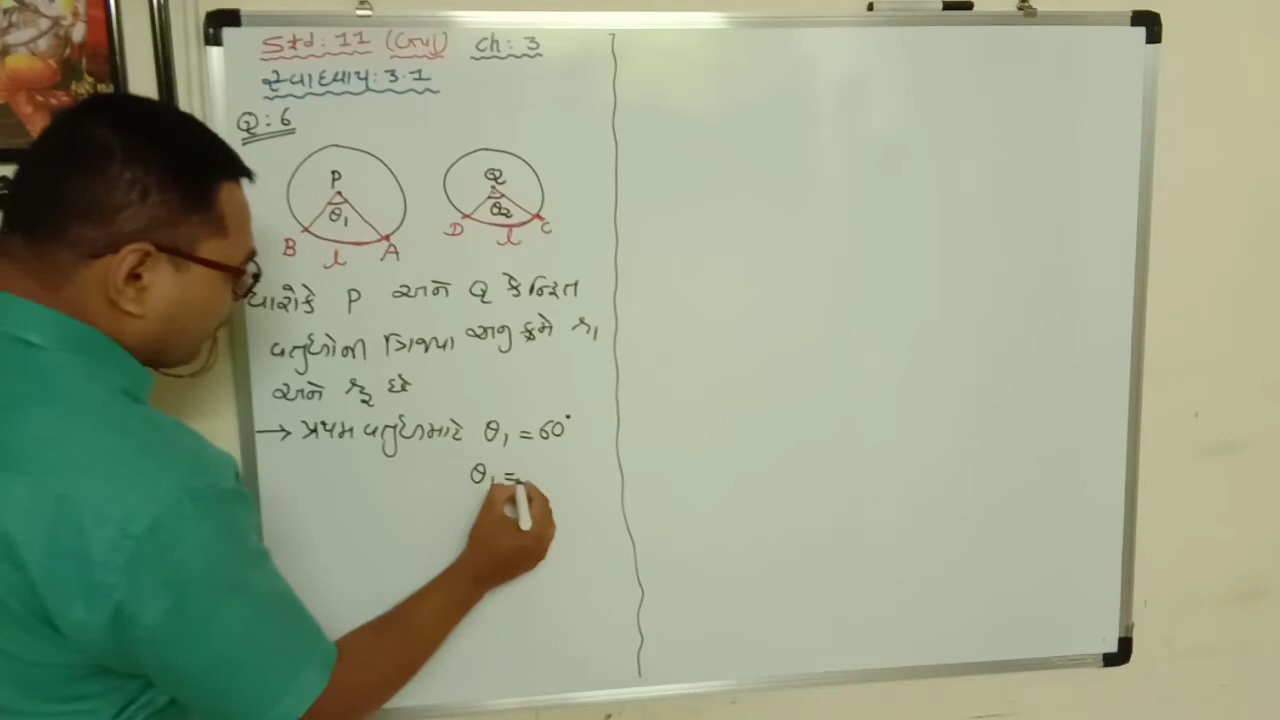 Std: 11 (Guj) Ch: 3
સ્વાધ્યાય: 3.1
Q: 6
P
θ₁
B l A
Q
θ₂
D l C
ધારોકે P અને Q કેન્દ્રિત
વર્તુળોની ત્રિજ્યા અનુક્રમે r₁
અને r₂ છે
→ પ્રથમ વર્તુળ માટે θ₁ = 60°
θ₁ =